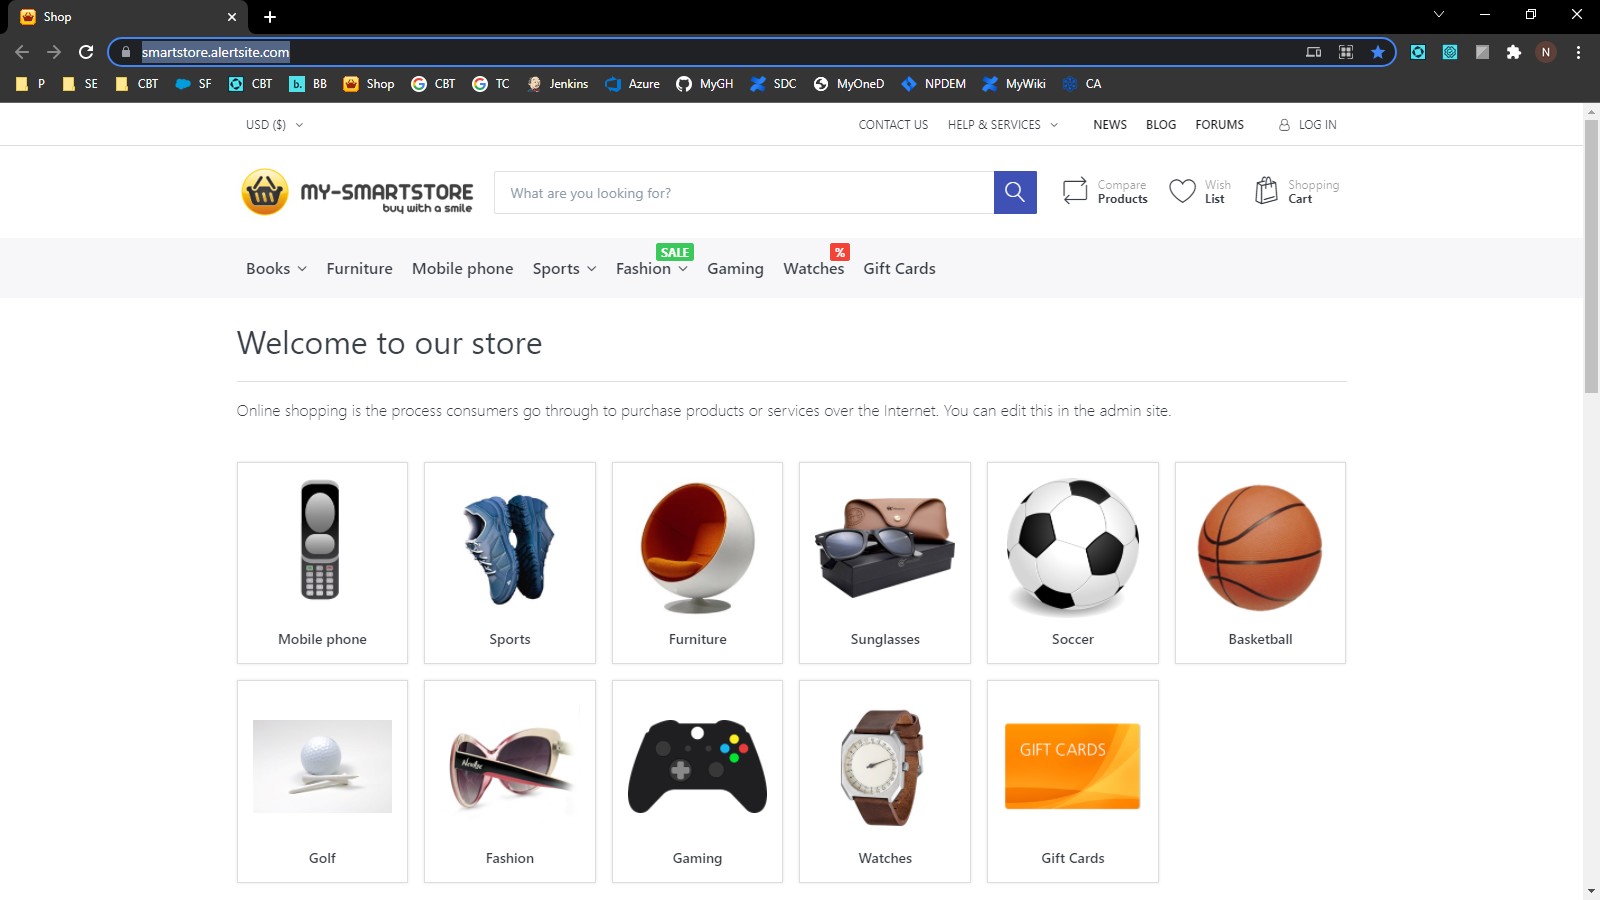 Shop
smartstore.alertsite.com
N
P SE CBT SF CBT b. BB Shop CBT TC Jenkins Azure MyGH SDC MyOneD NPDEM MyWiki CA
USD ($) CONTACT US HELP & SERVICES NEWS BLOG FORUMS LOG IN
MY-SMARTSTORE
buy with a smile
What are you looking for?
Compare
Products
Wish
List
Shopping
Cart
SALE %
Books Furniture Mobile phone Sports Fashion Gaming Watches Gift Cards
Welcome to our store
Online shopping is the process consumers go through to purchase products or services over the Internet. You can edit this in the admin site.
Mobile phone Sports Furniture Sunglasses Soccer Basketball
GIFT CARDS
Golf Fashion Gaming Watches Gift Cards